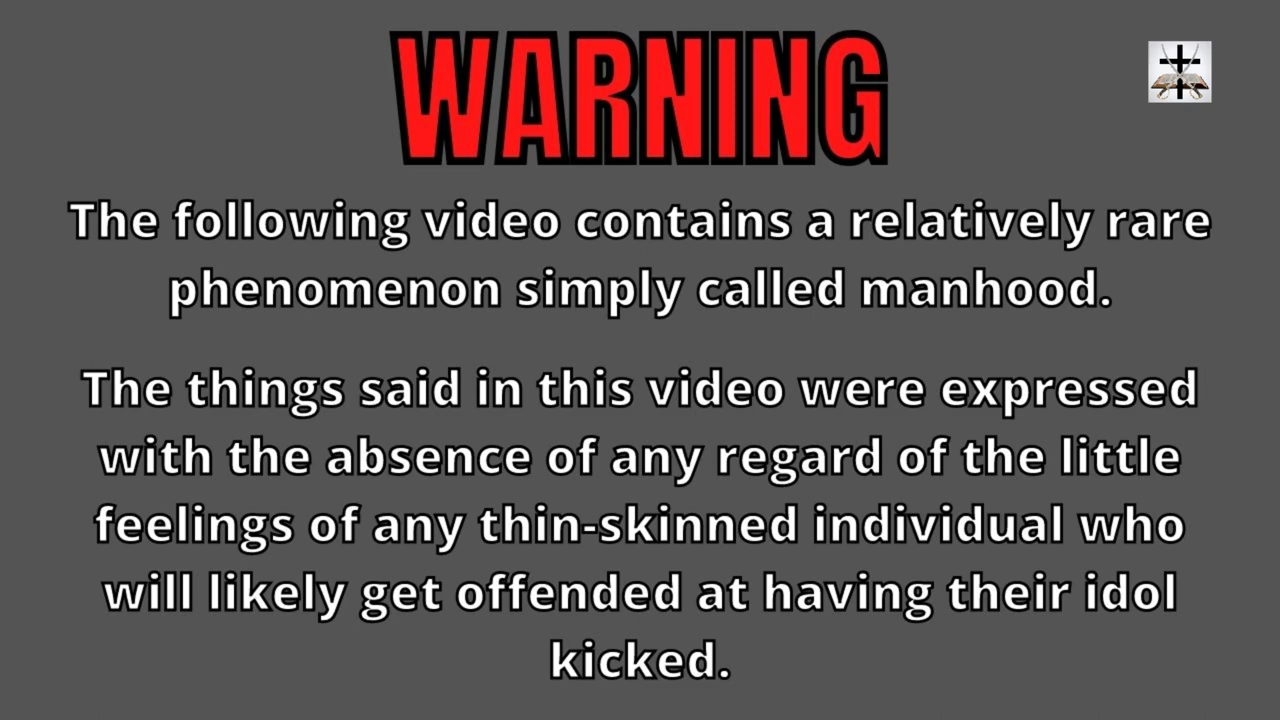 WARNING
The following video contains a relatively rare
phenomenon simply called manhood.
The things said in this video were expressed
with the absence of any regard of the little
feelings of any thin-skinned individual who
will likely get offended at having their idol
kicked.